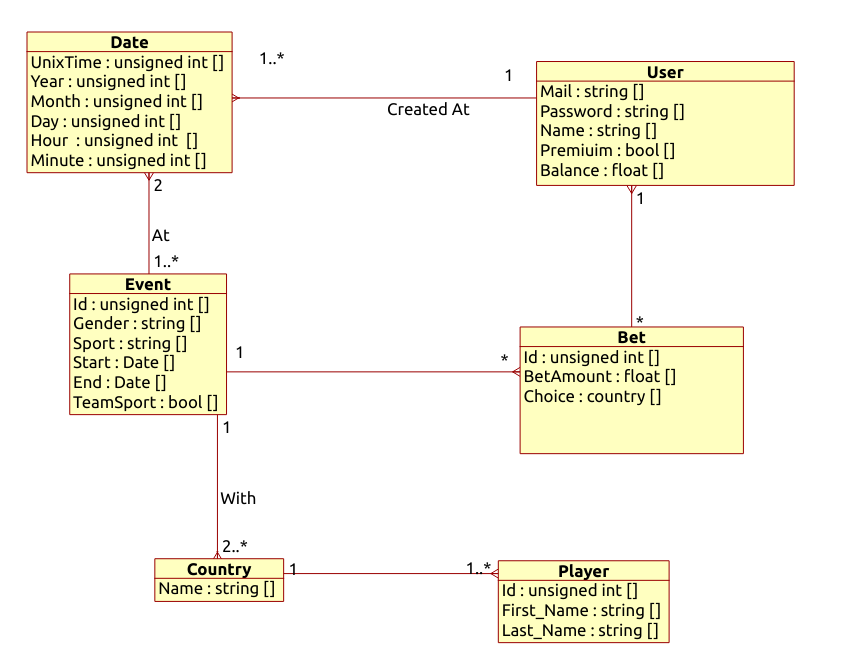 Date
UnixTime : unsigned int []
Year : unsigned int []
Month : unsigned int []
Day : unsigned int []
Hour  : unsigned int  []
Minute : unsigned int []
1..*
1
Created At
User
Mail : string []
Password : string []
Name : string []
Premiuim : bool []
Balance : float []
2
At
1..*
1
*
Event
Id : unsigned int []
Gender : string []
Sport : string []
Start : Date []
End : Date []
TeamSport : bool []
1
*
Bet
Id : unsigned int []
BetAmount : float []
Choice : country []
1
With
2..*
Country
Name : string []
1
1..*
Player
Id : unsigned int []
First_Name : string []
Last_Name : string []